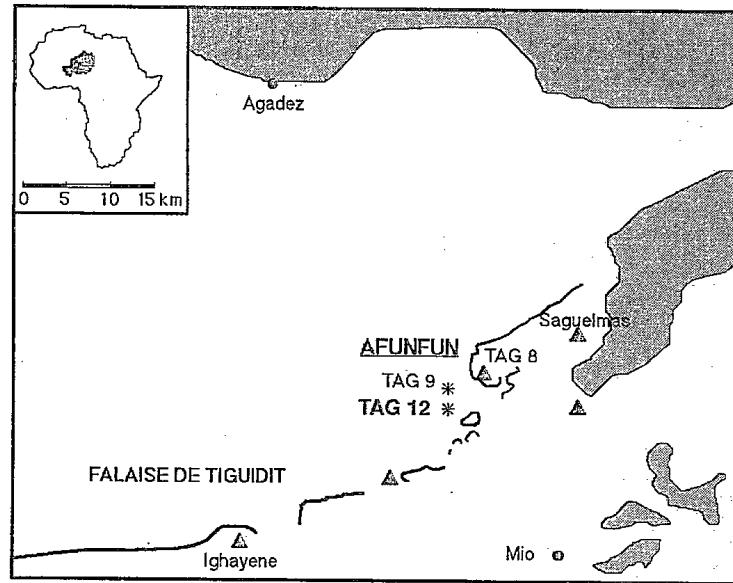 Agadez
0 5 10 15 km
Saguelmas
AFUNFUN
TAG 8
TAG 9
TAG 12
FALAISE DE TIGUIDIT
Ighayene
Mio